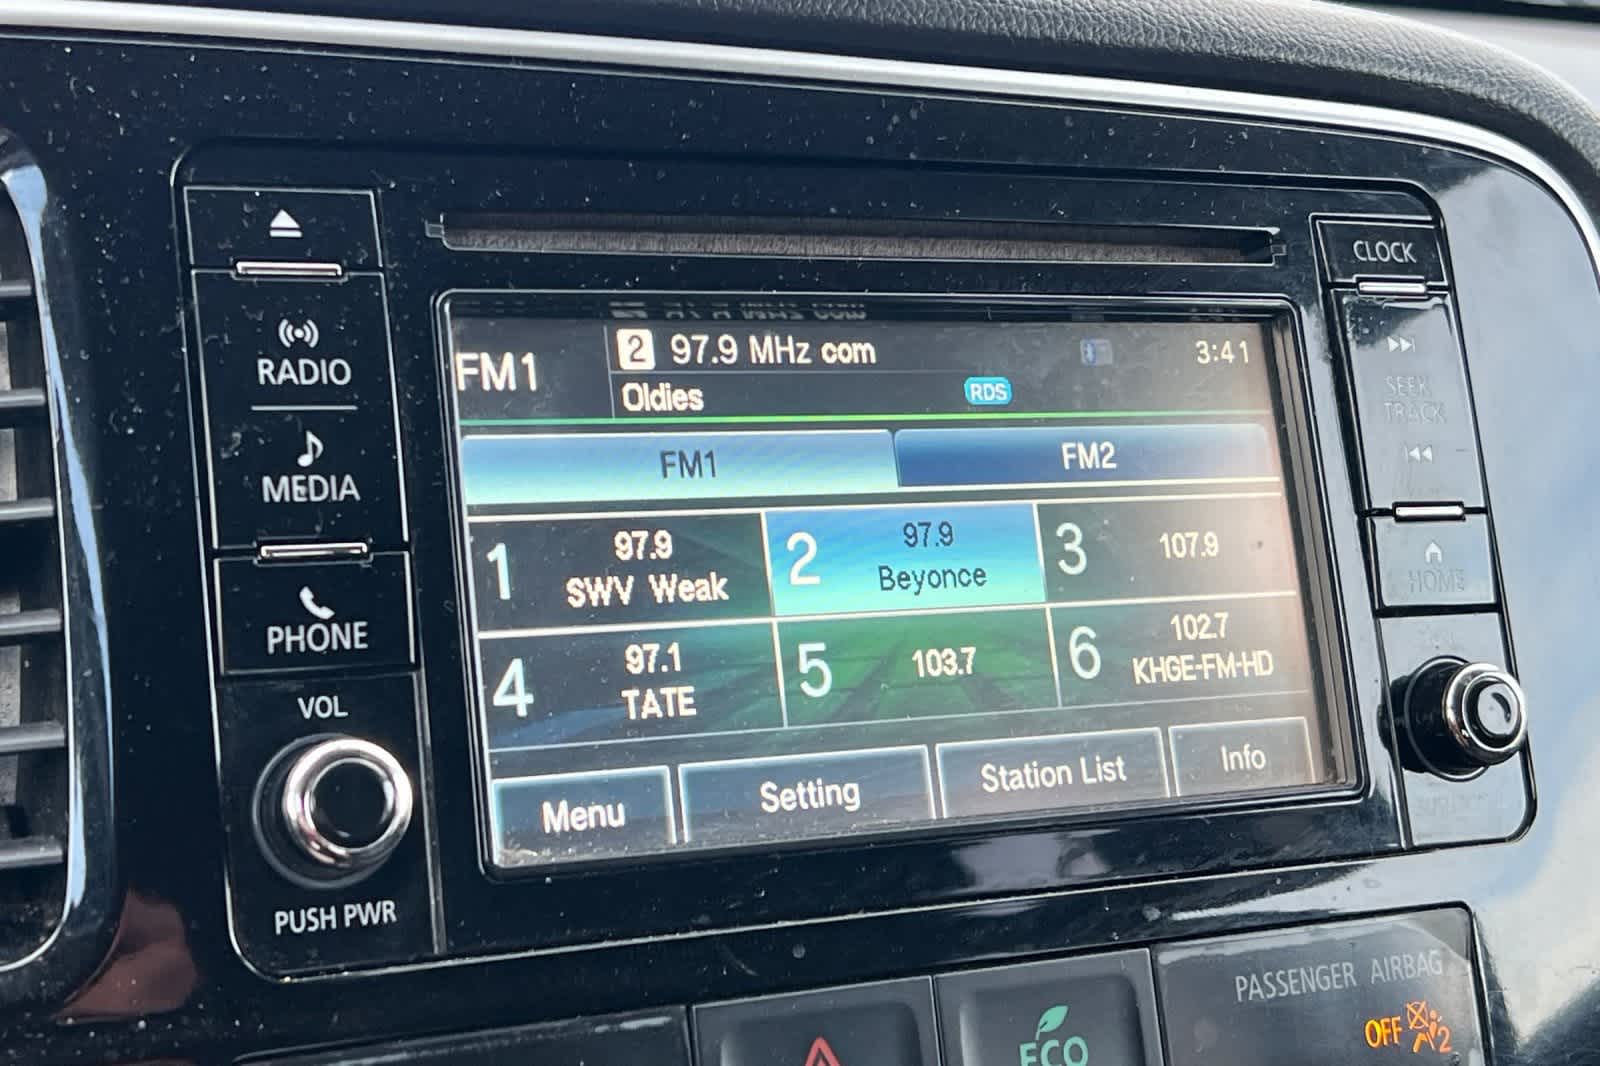 CLOCK
RADIO
MEDIA
PHONE
VOL
PUSH PWR
FM1
2 97.9 MHz com
3:41
Oldies
RDS
FM1
FM2
1 97.9
SWV Weak
2 97.9
Beyonce
3 107.9
4 97.1
TATE
5 103.7
6 102.7
KHGE-FM-HD
Menu
Setting
Station List
Info
SEEK
TRACK
HOME
ECO
PASSENGER AIRBAG
OFF 2